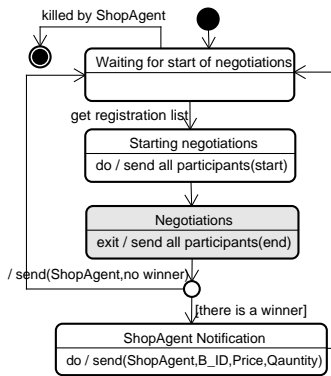 killed by ShopAgent
Waiting for start of negotiations
get registration list
Starting negotiations
do / send all participants(start)
Negotiations
exit / send all participants(end)
/ send(ShopAgent,no winner)
[there is a winner]
ShopAgent Notification
do / send(ShopAgent,B_ID,Price,Qauntity)